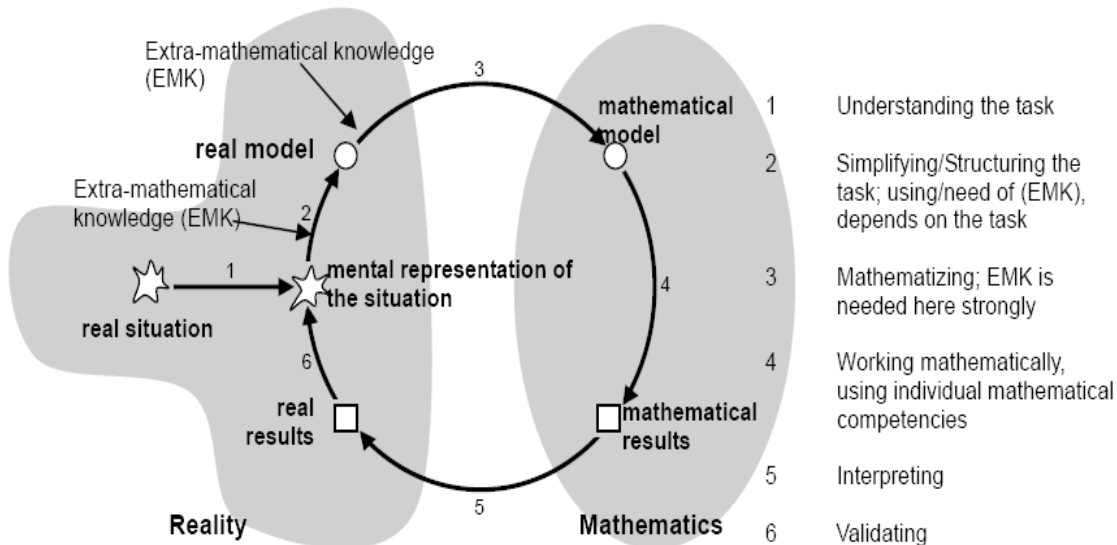 Extra-mathematical knowledge
(EMK)
3
mathematical
model
real model
Extra-mathematical
knowledge (EMK)
2
1
mental representation of
the situation
real situation
4
6
real
results
mathematical
results
5
Reality
Mathematics
1 Understanding the task
2 Simplifying/Structuring the
task; using/need of (EMK),
depends on the task
3 Mathematizing; EMK is
needed here strongly
4 Working mathematically,
using individual mathematical
competencies
5 Interpreting
6 Validating